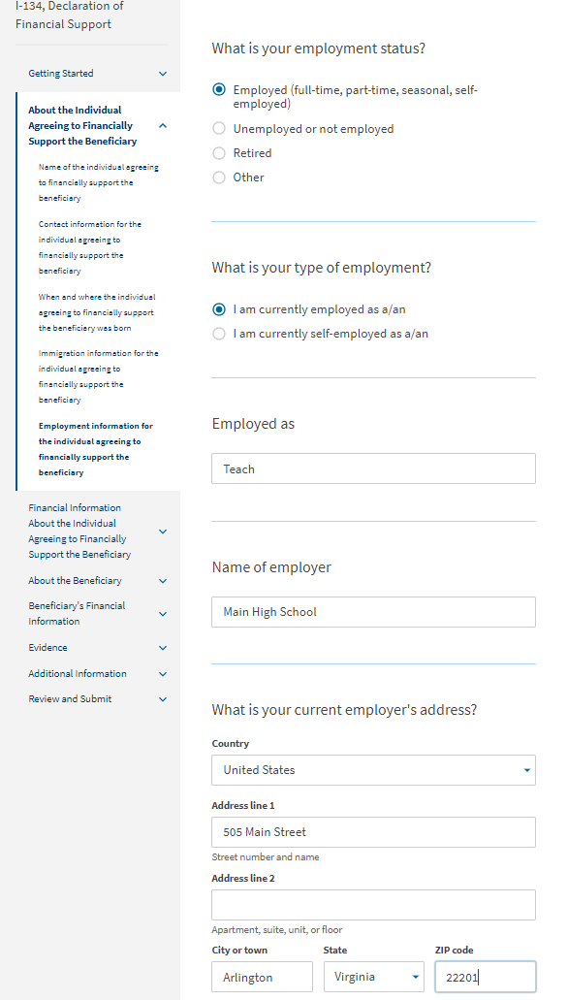 I-134, Declaration of
Financial Support
Getting Started
About the Individual
Agreeing to Financially
Support the Beneficiary
Name of the individual agreeing
to financially support the
beneficiary
Contact information for the
individual agreeing to
financially support the
beneficiary
When and where the individual
agreeing to financially support
the beneficiary was born
Immigration information for the
individual agreeing to
financially support the
beneficiary
Employment information for
the individual agreeing to
financially support the
beneficiary
Financial Information
About the Individual
Agreeing to Financially
Support the Beneficiary
About the Beneficiary
Beneficiary's Financial
Information
Evidence
Additional Information
Review and Submit
What is your employment status?
Employed (full-time, part-time, seasonal, self-
employed)
Unemployed or not employed
Retired
Other
What is your type of employment?
I am currently employed as a/an
I am currently self-employed as a/an
Employed as
Teach
Name of employer
Main High School
What is your current employer's address?
Country
United States
Address line 1
505 Main Street
Street number and name
Address line 2
Apartment, suite, unit, or floor
City or town State ZIP code
Arlington Virginia 22201